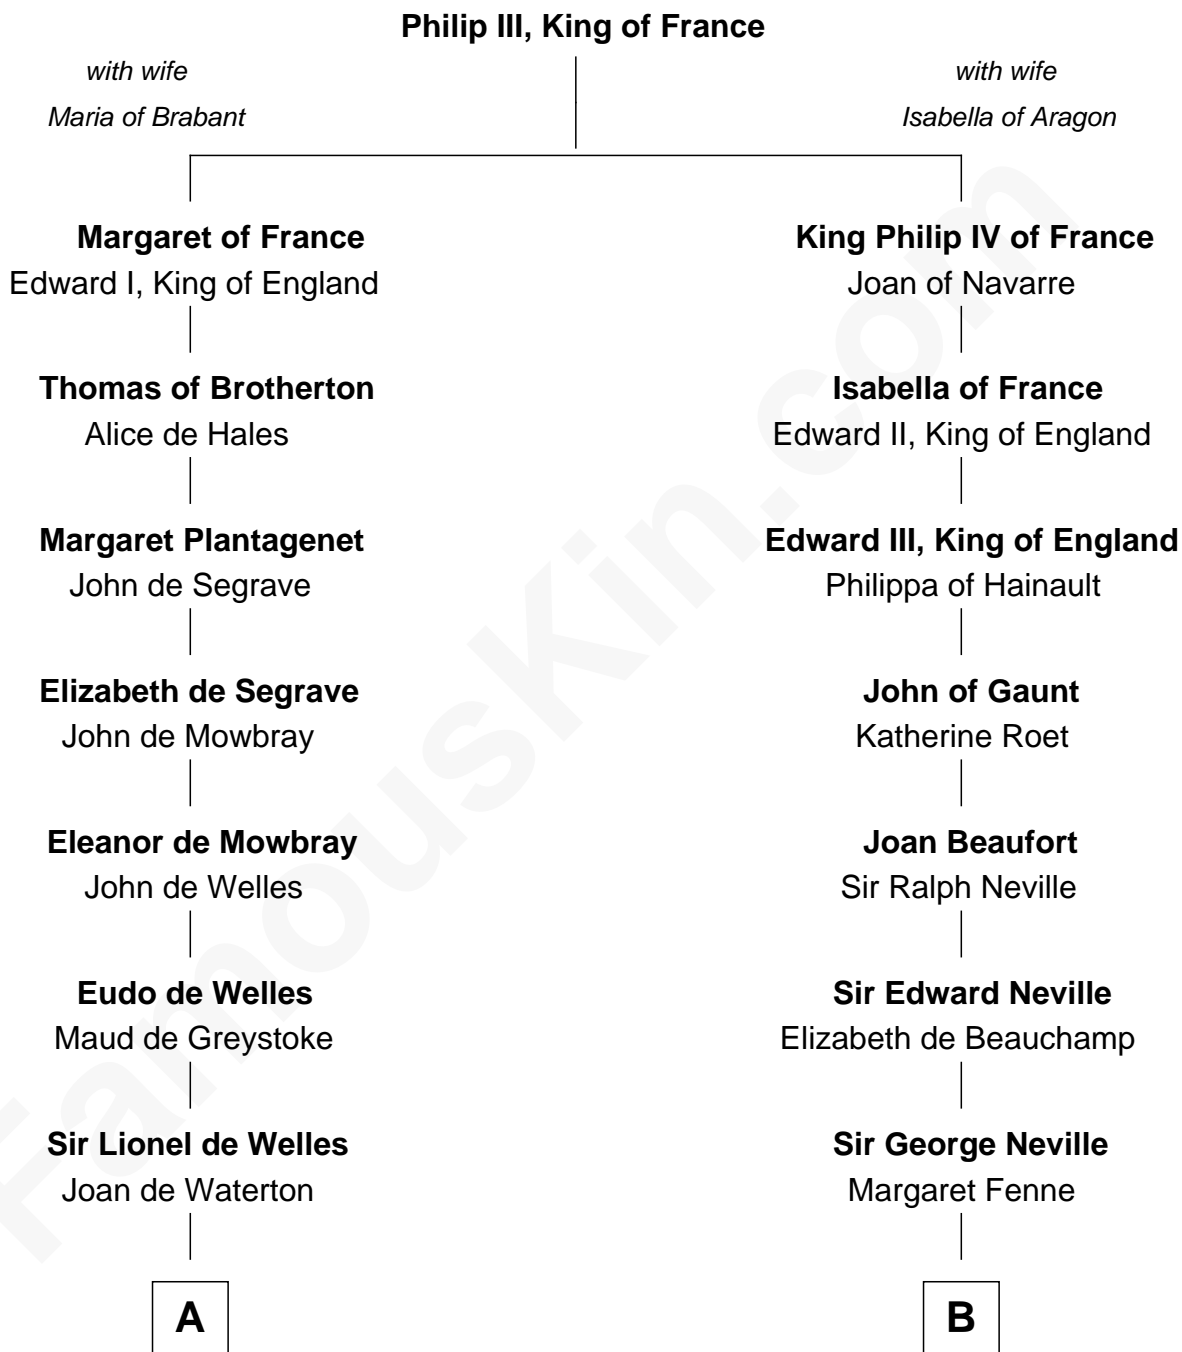 Philip III, King of France
with wife
Maria of Brabant
with wife
Isabella of Aragon
Margaret of France
Edward I, King of England
King Philip IV of France
Joan of Navarre
Thomas of Brotherton
Alice de Hales
Isabella of France
Edward II, King of England
Margaret Plantagenet
John de Segrave
Edward III, King of England
Philippa of Hainault
Elizabeth de Segrave
John de Mowbray
John of Gaunt
Katherine Roet
Eleanor de Mowbray
John de Welles
Joan Beaufort
Sir Ralph Neville
Eudo de Welles
Maud de Greystoke
Sir Edward Neville
Elizabeth de Beauchamp
Sir Lionel de Welles
Joan de Waterton
Sir George Neville
Margaret Fenne
A
B
FamousKin.com